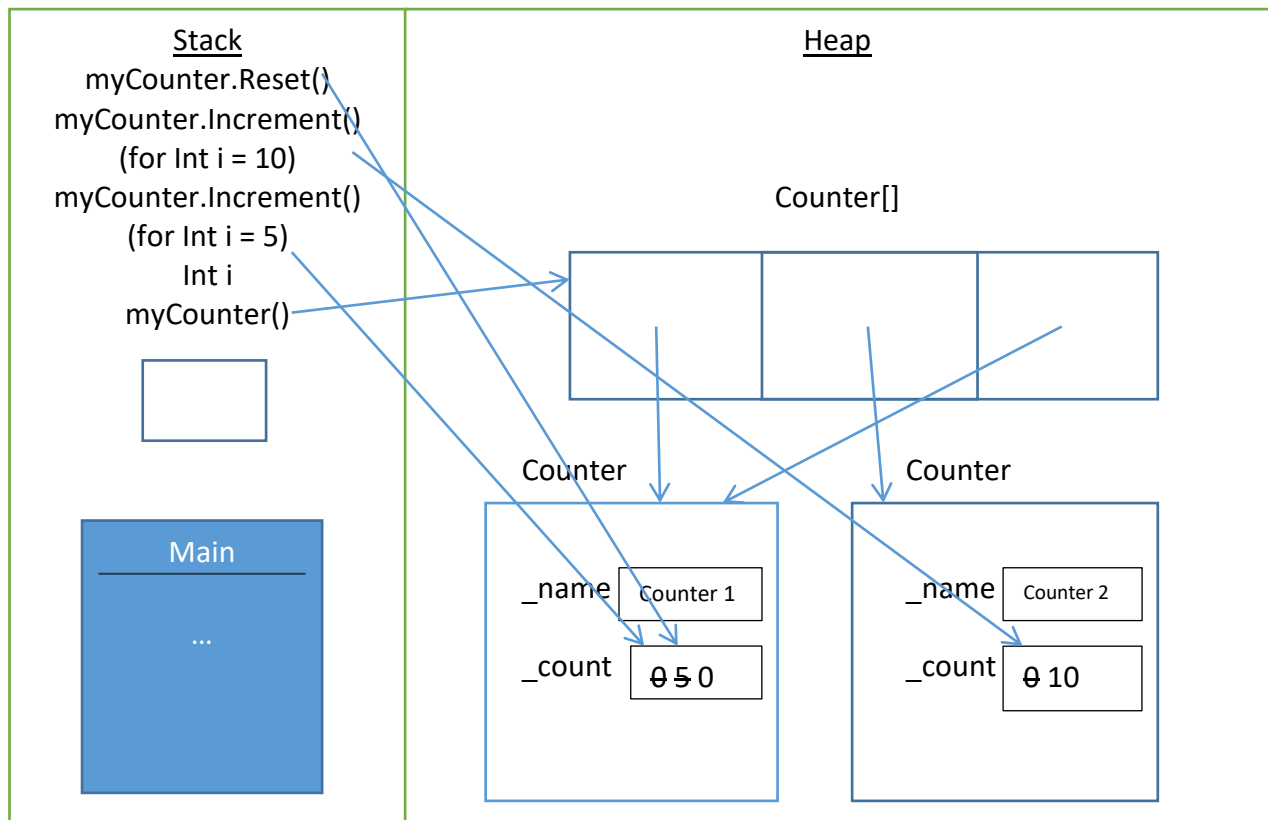 Stack
myCounter.Reset()
myCounter.Increment()
(for Int i = 10)
myCounter.Increment()
(for Int i = 5)
Int i
myCounter()
Main
...
Heap
Counter[]
Counter
_name Counter 1
_count 0 5 0
Counter
_name Counter 2
_count 0 10